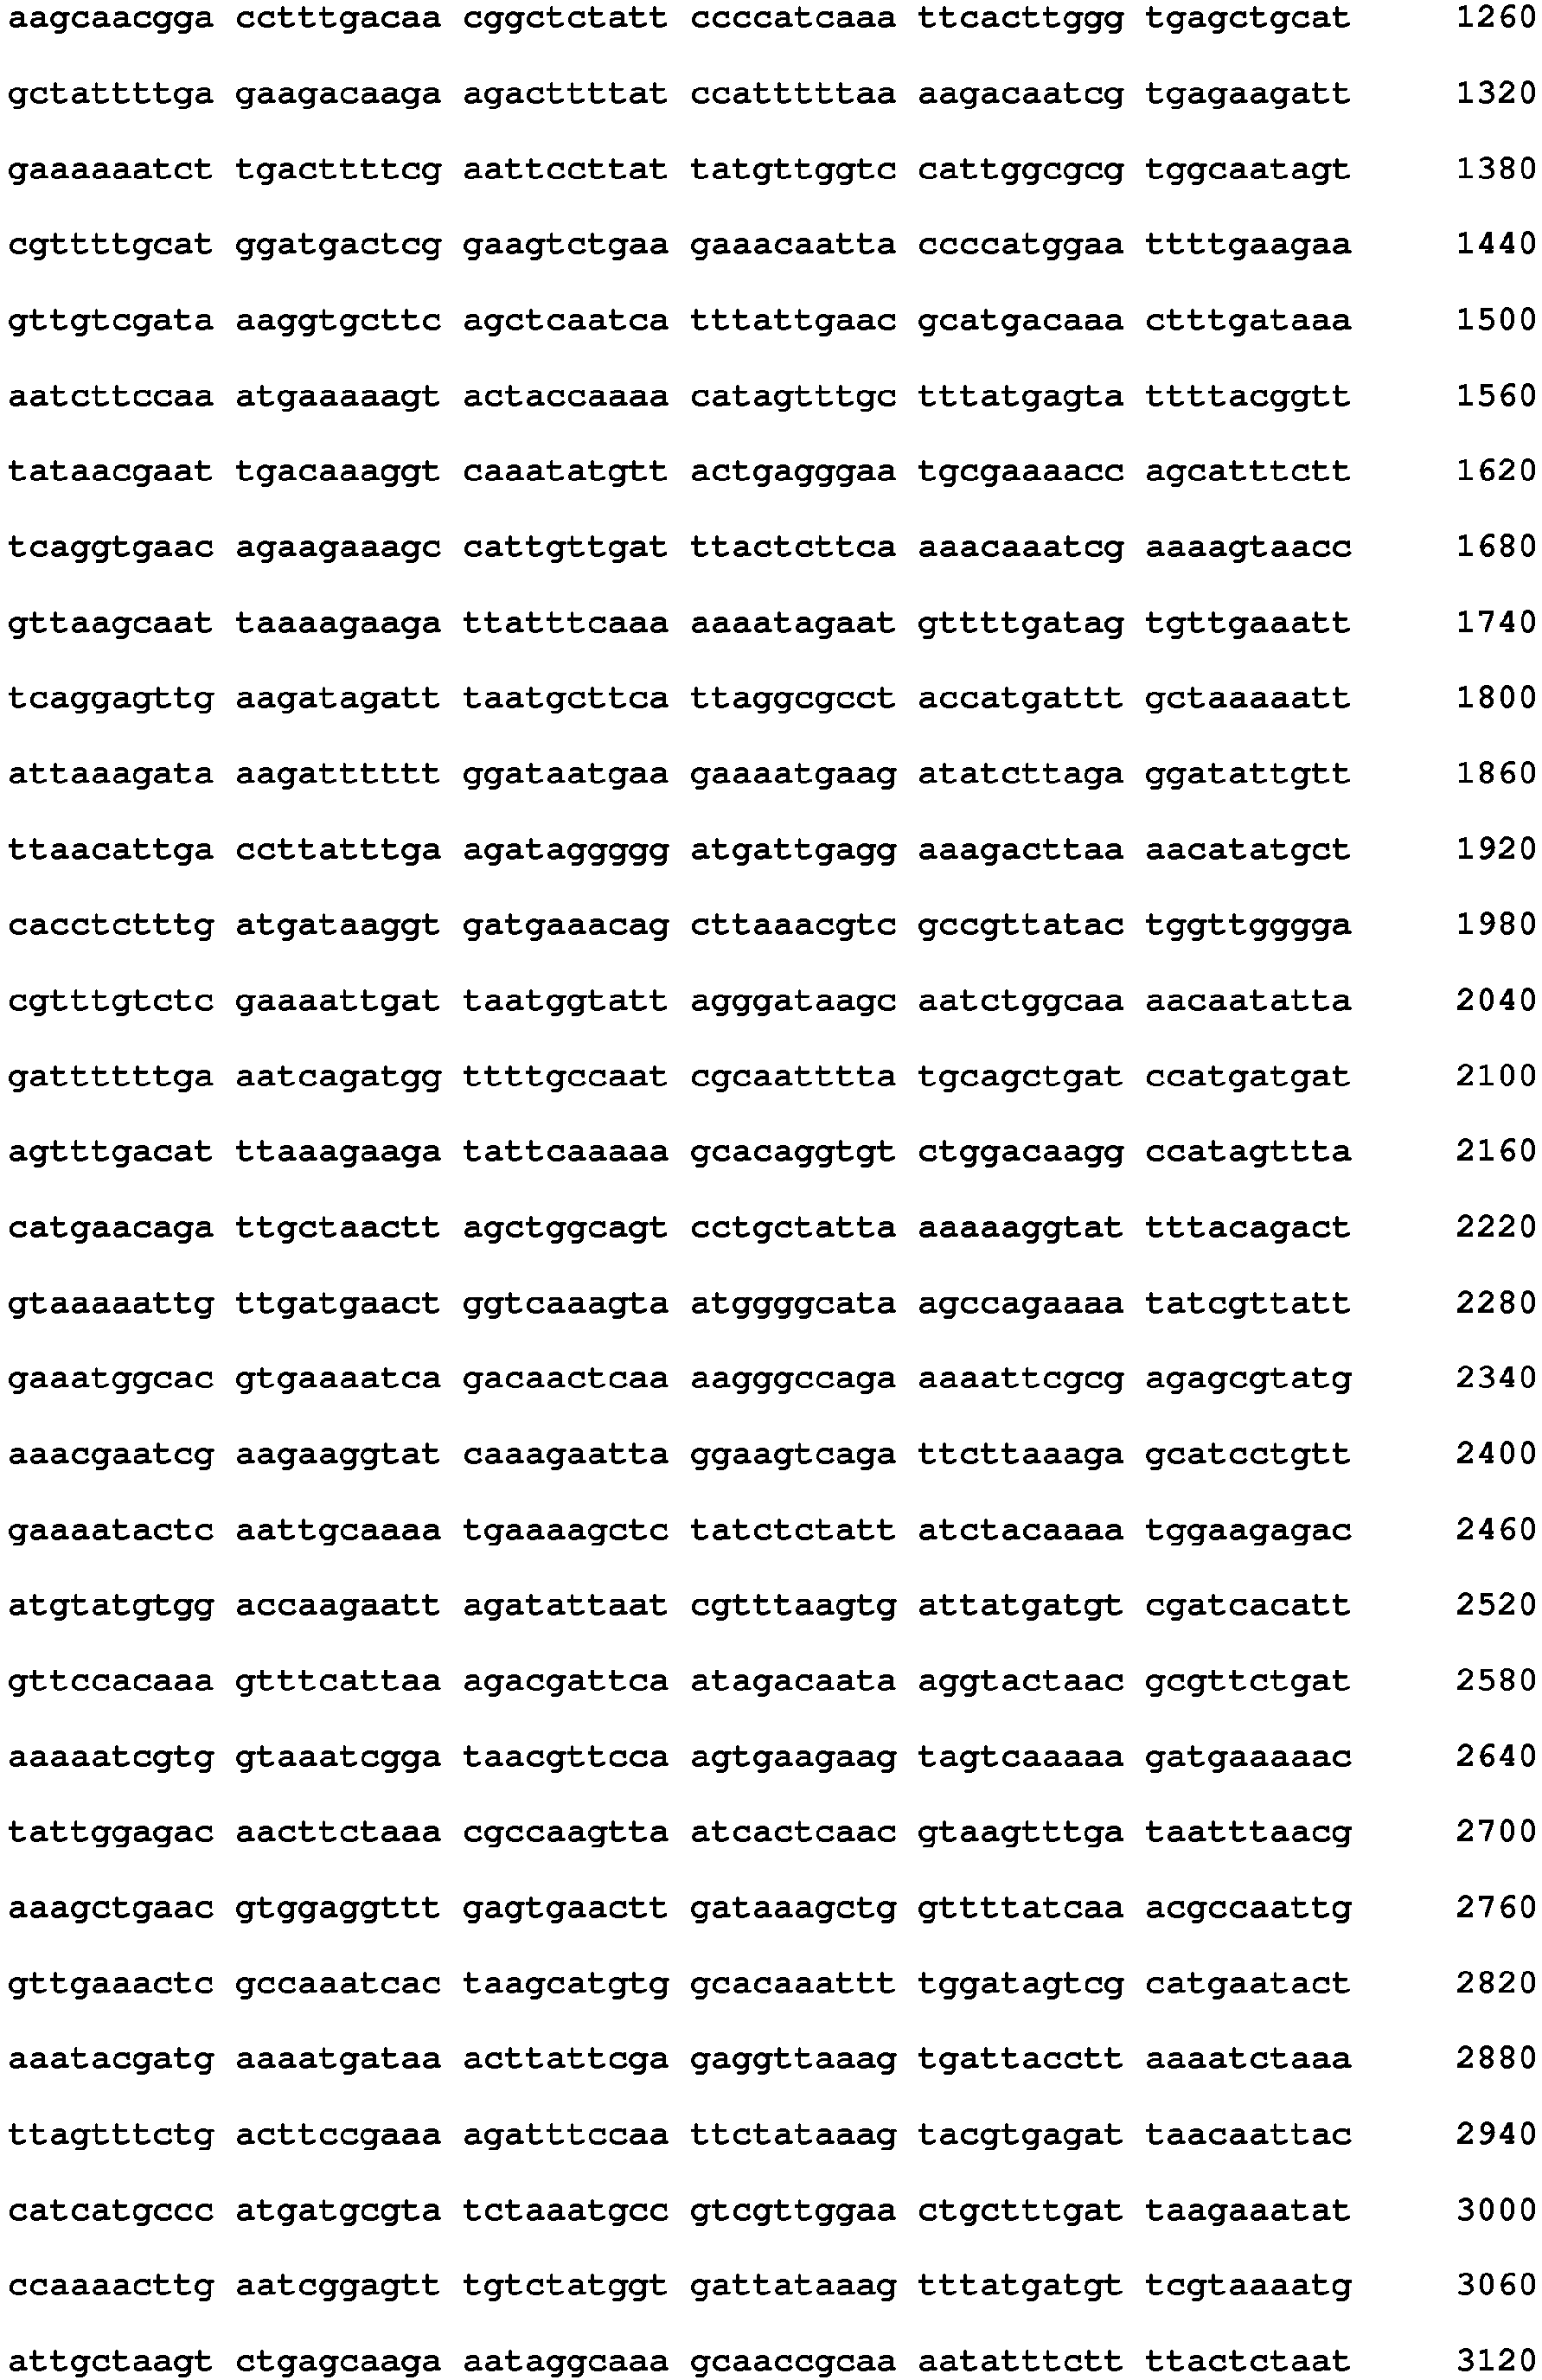 aagcaacgga cctttgacaa cggctctatt ccccatcaaa ttcacttggg tgagctgcat 1260
gctattttga gaagacaaga agacttttat ccatttttaa aagacaatcg tgagaagatt 1320
gaaaaaatct tgacttttcg aattccttat tatgttggtc cattggcgcg tggcaatagt 1380
cgttttgcat ggatgactcg gaagtctgaa gaaacaatta ccccatggaa ttttgaagaa 1440
gttgtcgata aaggtgcttc agctcaatca tttattgaac gcatgacaaa ctttgataaa 1500
aatcttccaa atgaaaaagt actaccaaaa catagtttgc tttatgagta ttttacggtt 1560
tataacgaat tgacaaaggt caaatatgtt actgagggaa tgcgaaaacc agcatttctt 1620
tcaggtgaac agaagaaagc cattgttgat ttactcttca aaacaaatcg aaaagtaacc 1680
gttaagcaat taaaagaaga ttatttcaaa aaaatagaat gttttgatag tgttgaaatt 1740
tcaggagttg aagatagatt taatgcttca ttaggcgcct accatgattt gctaaaaatt 1800
attaaagata aagatttttt ggataatgaa gaaaatgaag atatcttaga ggatattgtt 1860
ttaacattga ccttatttga agataggggg atgattgagg aaagacttaa aacatatgct 1920
cacctctttg atgataaggt gatgaaacag cttaaacgtc gccgttatac tggttgggga 1980
cgtttgtctc gaaaattgat taatggtatt agggataagc aatctggcaa aacaatatta 2040
gattttttga aatcagatgg ttttgccaat cgcaatttta tgcagctgat ccatgatgat 2100
agtttgacat ttaaagaaga tattcaaaaa gcacaggtgt ctggacaagg ccatagttta 2160
catgaacaga ttgctaactt agctggcagt cctgctatta aaaaaggtat tttacagact 2220
gtaaaaattg ttgatgaact ggtcaaagta atggggcata agccagaaaa tatcgttatt 2280
gaaatggcac gtgaaaatca gacaactcaa aagggccaga aaaattcgcg agagcgtatg 2340
aaacgaatcg aagaaggtat caaagaatta ggaagtcaga ttcttaaaga gcatcctgtt 2400
gaaaatactc aattgcaaaa tgaaaagctc tatctctatt atctacaaaa tggaagagac 2460
atgtatgtgg accaagaatt agatattaat cgtttaagtg attatgatgt cgatcacatt 2520
gttccacaaa gtttcattaa agacgattca atagacaata aggtactaac gcgttctgat 2580
aaaaatcgtg gtaaatcgga taacgttcca agtgaagaag tagtcaaaaa gatgaaaaac 2640
tattggagac aacttctaaa cgccaagtta atcactcaac gtaagtttga taatttaacg 2700
aaagctgaac gtggaggttt gagtgaactt gataaagctg gttttatcaa acgccaattg 2760
gttgaaactc gccaaatcac taagcatgtg gcacaaattt tggatagtcg catgaatact 2820
aaatacgatg aaaatgataa acttattcga gaggttaaag tgattacctt aaaatctaaa 2880
ttagtttctg acttccgaaa agatttccaa ttctataaag tacgtgagat taacaattac 2940
catcatgccc atgatgcgta tctaaatgcc gtcgttggaa ctgctttgat taagaaatat 3000
ccaaaacttg aatcggagtt tgtctatggt gattataaag tttatgatgt tcgtaaaatg 3060
attgctaagt ctgagcaaga aataggcaaa gcaaccgcaa aatatttctt ttactctaat 3120